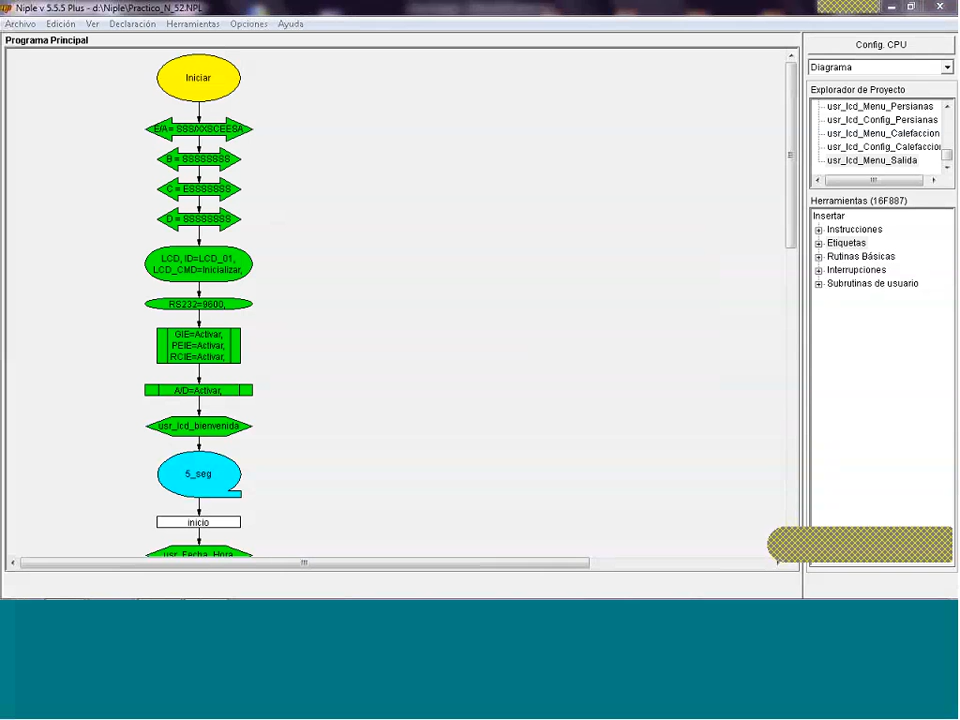 Niple v 5.5.5 Plus - d:\Niple\Practico_N_52.NPL
Archivo Edición Ver Declaración Herramientas Opciones Ayuda
Programa Principal
Iniciar
B = SSSSSSSS
C = ESSSSSSS
D = SSSSSSSS
LCD, ID=LCD_01,
LCD_CMD=Inicializar,
RS232=9600,
GIE=Activar,
PEIE=Activar,
RCIE=Activar,
A/D=Activar,
usr_lcd_bienvenida
5_seg
inicio
usr_Fecha_Hora
Config. CPU
Diagrama
Explorador de Proyecto
usr_lcd_Menu_Persianas
usr_lcd_Config_Persianas
usr_lcd_Menu_Calefaccion
usr_lcd_Config_Calefaccio
usr_lcd_Menu_Salida
Herramientas (16F887)
Insertar
Instrucciones
Etiquetas
Rutinas Básicas
Interrupciones
Subrutinas de usuario